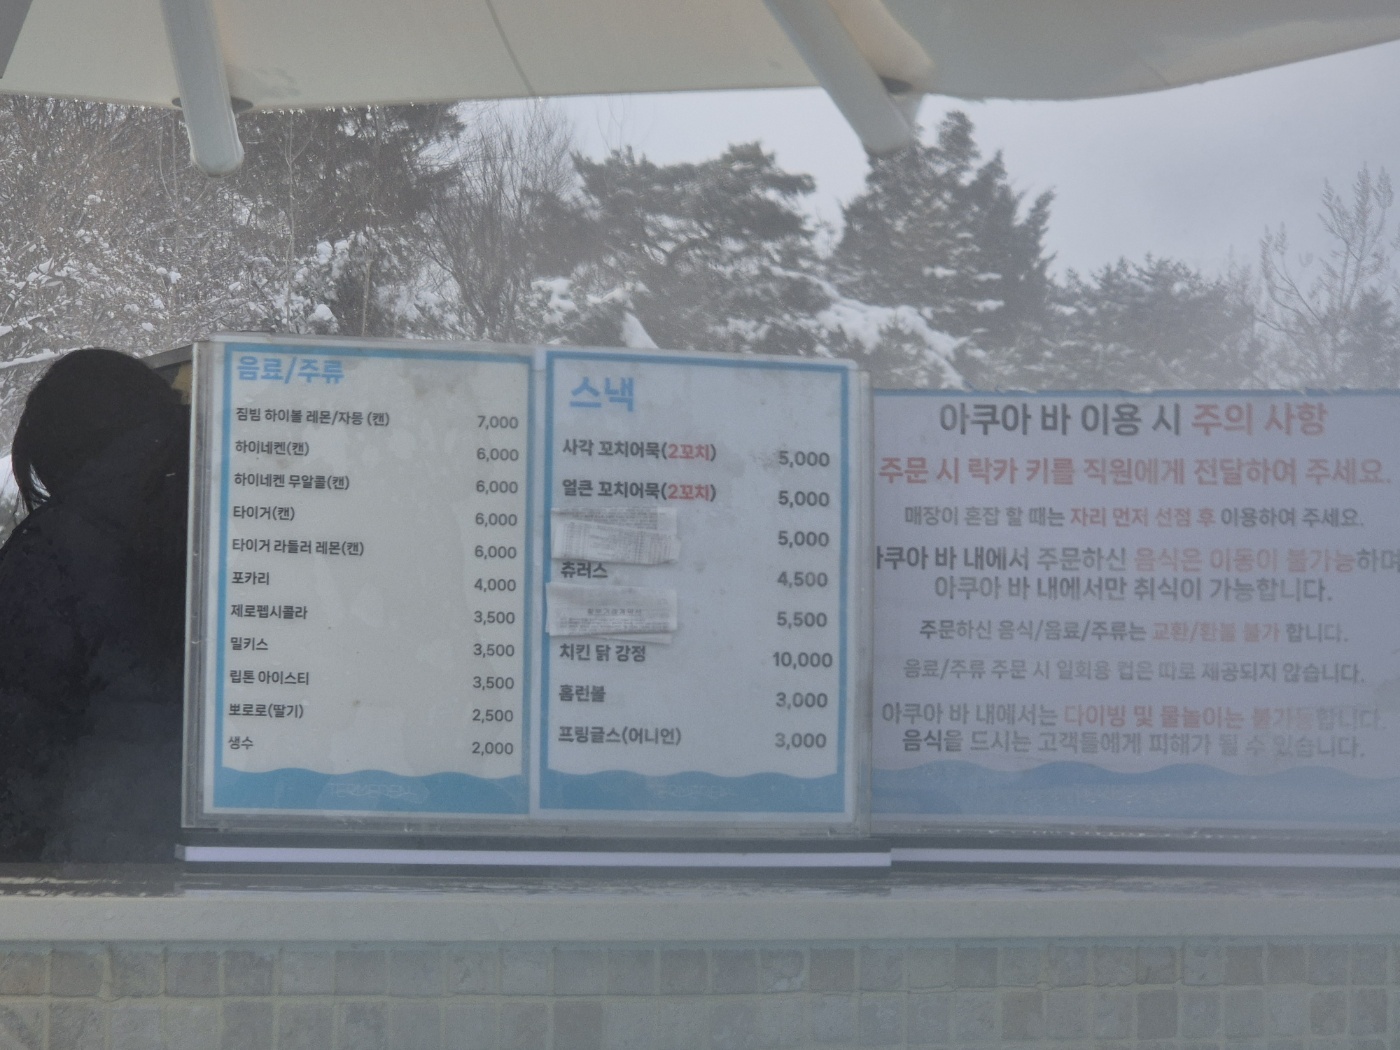 음료/주류
짐빔 하이볼 레몬/자몽 (캔) 7,000
하이네켄(캔) 6,000
하이네켄 무알콜(캔) 6,000
타이거(캔) 6,000
타이거 라들러 레몬(캔) 6,000
포카리 4,000
제로펩시콜라 3,500
밀키스 3,500
립톤 아이스티 3,500
뽀로로(딸기) 2,500
생수 2,000
스낵
사각 꼬치어묵(2꼬치) 5,000
얼큰 꼬치어묵(2꼬치) 5,000
5,000
츄러스 4,500
5,500
치킨 닭 강정 10,000
홈런볼 3,000
프링글스(어니언) 3,000
아쿠아 바 이용 시 주의 사항
주문 시 락카 키를 직원에게 전달하여 주세요.
매장이 혼잡 할 때는 자리 먼저 선점 후 이용하여 주세요.
아쿠아 바 내에서 주문하신 음식은 이동이 불가능하며
아쿠아 바 내에서만 취식이 가능합니다.
주문하신 음식/음료/주류는 교환/환불 불가 합니다.
음료/주류 주문 시 일회용 컵은 따로 제공되지 않습니다.
아쿠아 바 내에서는 다이빙 및 물놀이는 불가능합니다.
음식을 드시는 고객들에게 피해가 될 수 있습니다.